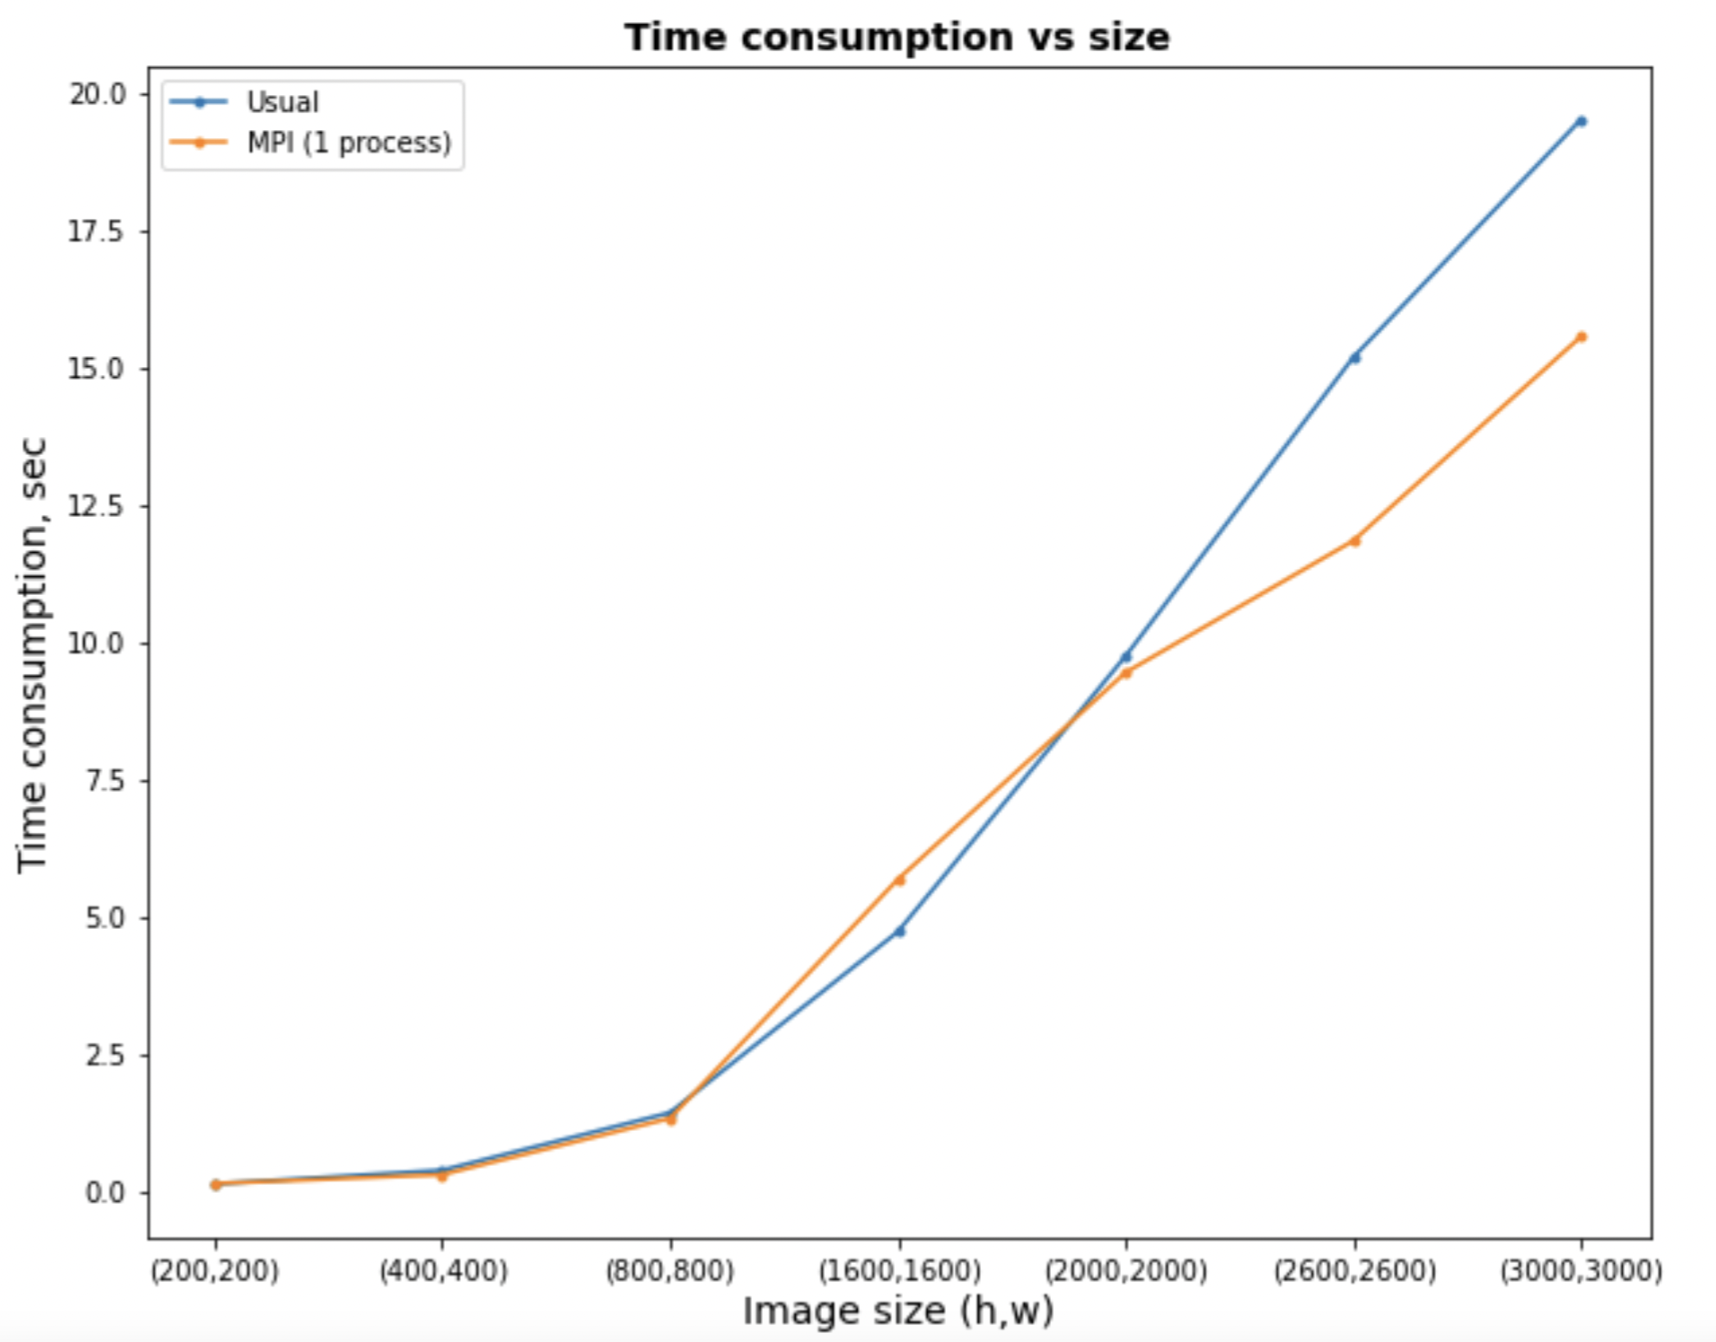 Time consumption vs size
Usual
MPI (1 process)
20.0
17.5
15.0
12.5
10.0
7.5
5.0
2.5
0.0
Time consumption, sec
(200,200) (400,400) (800,800) (1600,1600) (2000,2000) (2600,2600) (3000,3000)
Image size (h,w)